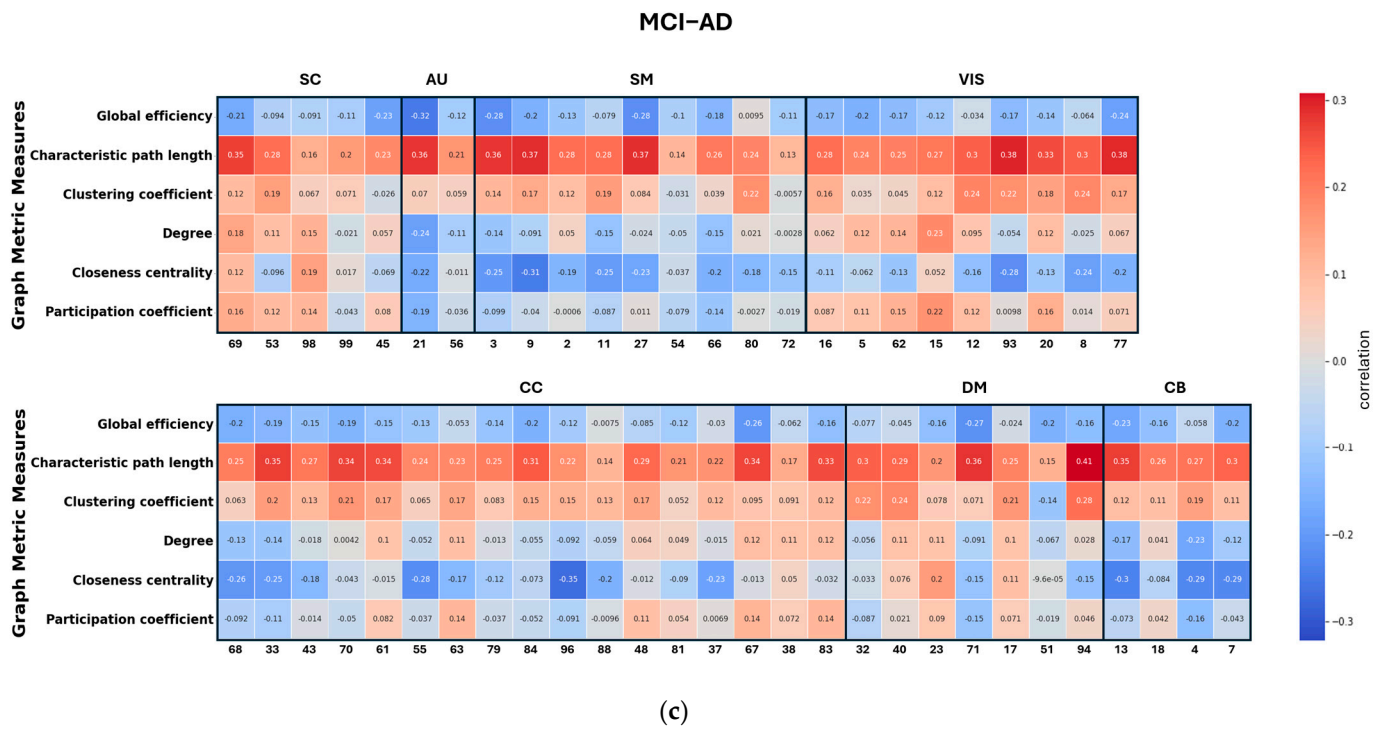 MCI–AD
SC AU SM VIS
Graph Metric Measures
Global efficiency -0.21 -0.094 -0.091 -0.11 -0.23 -0.32 -0.12 -0.28 -0.2 -0.13 -0.079 -0.28 -0.1 -0.18 0.0095 -0.11 -0.17 -0.2 -0.17 -0.12 -0.034 -0.17 -0.14 -0.064 -0.24
Characteristic path length 0.35 0.28 0.16 0.2 0.23 0.36 0.21 0.36 0.37 0.28 0.28 0.37 0.14 0.26 0.24 0.13 0.28 0.24 0.25 0.27 0.3 0.38 0.33 0.3 0.38
Clustering coefficient 0.12 0.19 0.067 0.071 -0.026 0.07 0.059 0.14 0.17 0.12 0.19 0.084 -0.031 0.039 0.22 -0.0057 0.16 0.035 0.045 0.12 0.24 0.22 0.18 0.24 0.17
Degree 0.18 0.11 0.15 -0.021 0.057 -0.24 -0.11 -0.14 -0.091 0.05 -0.15 -0.024 -0.05 -0.15 0.021 -0.0028 0.062 0.12 0.14 0.23 0.095 -0.054 0.12 -0.025 0.067
Closeness centrality 0.12 -0.096 0.19 0.017 -0.069 -0.22 -0.011 -0.25 -0.31 -0.19 -0.25 -0.23 -0.037 -0.2 -0.18 -0.15 -0.11 -0.062 -0.13 0.052 -0.16 -0.28 -0.13 -0.24 -0.2
Participation coefficient 0.16 0.12 0.14 -0.043 0.08 -0.19 -0.036 -0.099 -0.04 -0.0006 -0.087 0.011 -0.079 -0.14 -0.0027 -0.019 0.087 0.11 0.15 0.22 0.12 0.0098 0.16 0.014 0.071
69 53 98 99 45 21 56 3 9 2 11 27 54 66 80 72 16 5 62 15 12 93 20 8 77
CC DM CB
Graph Metric Measures
Global efficiency -0.2 -0.19 -0.15 -0.19 -0.15 -0.13 -0.053 -0.14 -0.2 -0.12 -0.0075 -0.085 -0.12 -0.03 -0.26 -0.062 -0.16 -0.077 -0.045 -0.16 -0.27 -0.024 -0.2 -0.16 -0.23 -0.16 -0.058 -0.2
Characteristic path length 0.25 0.35 0.27 0.34 0.34 0.24 0.23 0.25 0.31 0.22 0.14 0.29 0.21 0.22 0.34 0.17 0.33 0.3 0.29 0.2 0.36 0.25 0.15 0.41 0.35 0.26 0.27 0.3
Clustering coefficient 0.063 0.2 0.13 0.21 0.17 0.065 0.17 0.083 0.15 0.15 0.13 0.17 0.052 0.12 0.095 0.091 0.12 0.22 0.24 0.078 0.071 0.21 -0.14 0.28 0.12 0.11 0.19 0.11
Degree -0.13 -0.14 -0.018 0.0042 0.1 -0.052 0.11 -0.013 -0.055 -0.092 -0.059 0.064 0.049 -0.015 0.12 0.11 0.12 -0.056 0.11 0.11 -0.091 0.1 -0.067 0.028 -0.17 0.041 -0.23 -0.12
Closeness centrality -0.26 -0.25 -0.18 -0.043 -0.015 -0.28 -0.17 -0.12 -0.073 -0.35 -0.2 -0.012 -0.09 -0.23 -0.013 0.05 -0.032 -0.033 0.076 0.2 -0.15 0.11 -9.6e-05 -0.15 -0.3 -0.084 -0.29 -0.29
Participation coefficient -0.092 -0.11 -0.014 -0.05 0.082 -0.037 0.14 -0.037 -0.052 -0.091 -0.0096 0.11 0.054 0.0069 0.14 0.072 0.14 -0.087 0.021 0.09 -0.15 0.071 -0.019 0.046 -0.073 0.042 -0.16 -0.043
68 33 43 70 61 55 63 79 84 96 88 48 81 37 67 38 83 32 40 23 71 17 51 94 13 18 4 7
0.3
0.2
0.1
0.0
−0.1
−0.2
−0.3
correlation
(c)